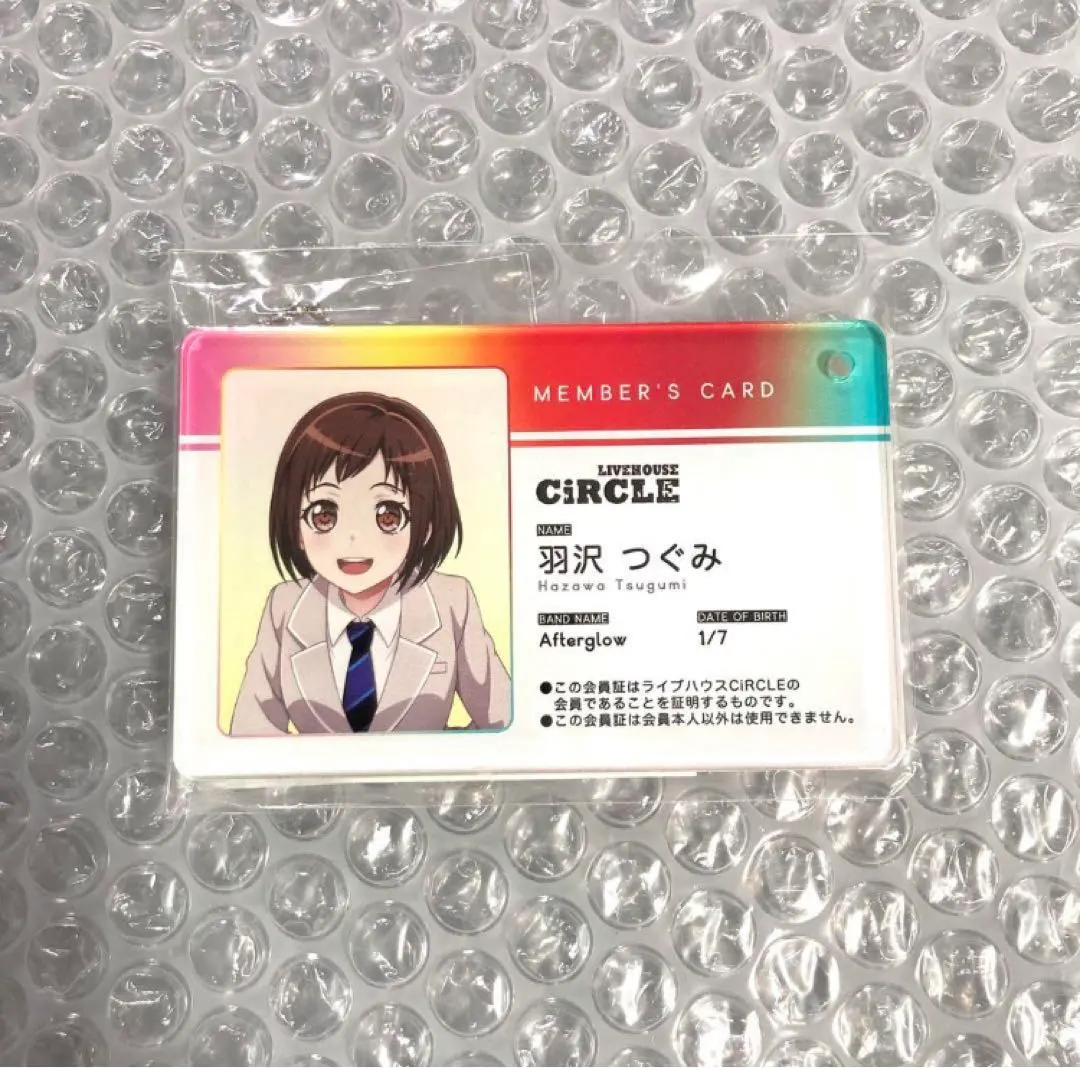 MEMBER'S CARD
LIVEHOUSE
CiRCLE
NAME
羽沢 つぐみ
Hazawa Tsugumi
BAND NAME
Afterglow
DATE OF BIRTH
1/7
●この会員証はライブハウスCiRCLEの
会員であることを証明するものです。
●この会員証は会員本人以外は使用できません。